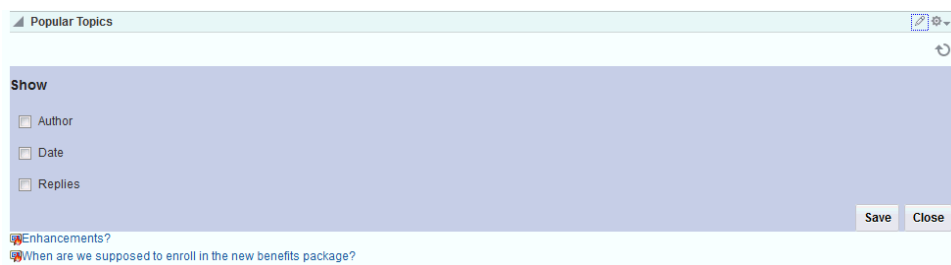 Popular Topics
Show
Author
Date
Replies
Save Close
Enhancements?
When are we supposed to enroll in the new benefits package?